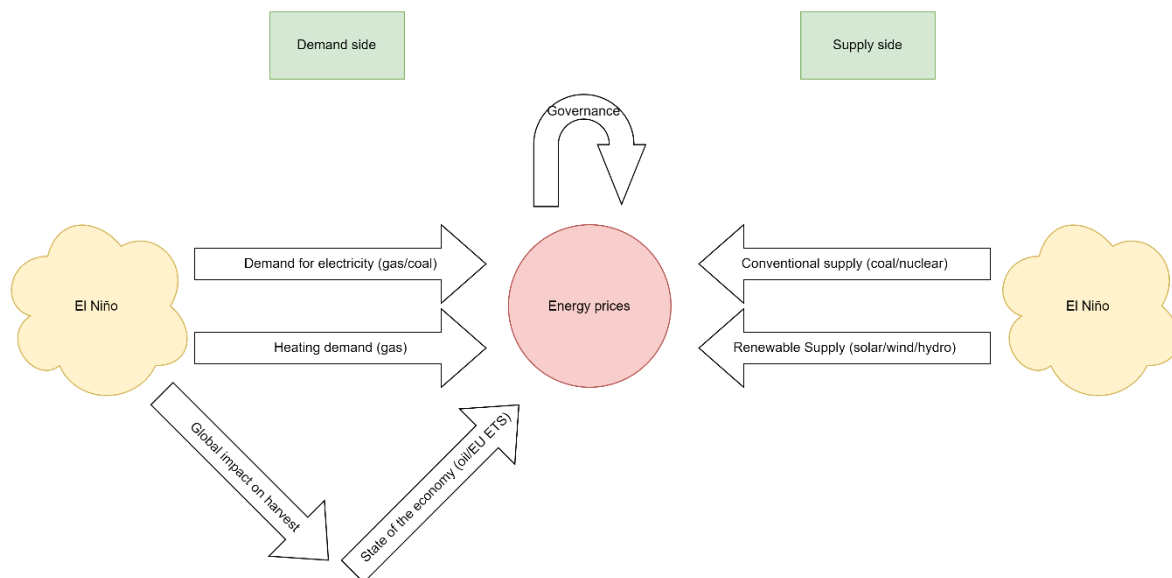 Demand side
Supply side
Governance
El Niño
Demand for electricity (gas/coal)
Heating demand (gas)
Energy prices
Conventional supply (coal/nuclear)
Renewable Supply (solar/wind/hydro)
El Niño
Global impact on harvest
State of the economy (oil/EU ETS)